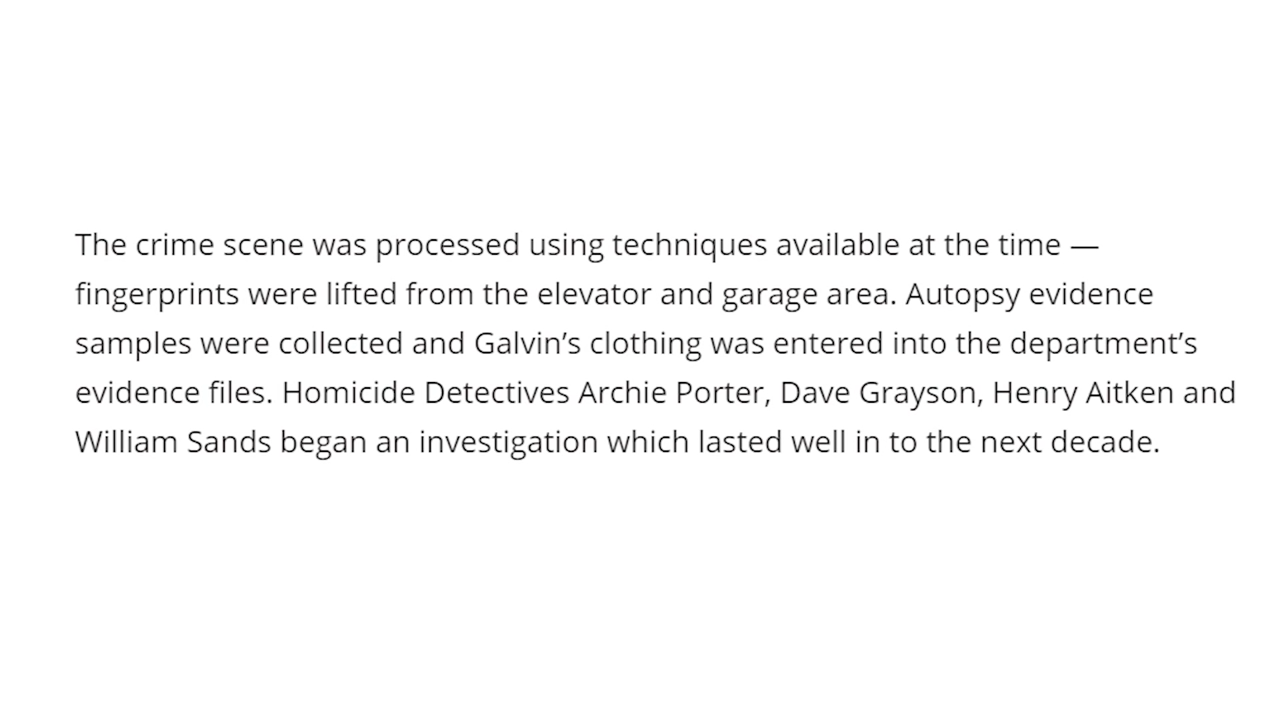 The crime scene was processed using techniques available at the time —
fingerprints were lifted from the elevator and garage area. Autopsy evidence
samples were collected and Galvin’s clothing was entered into the department’s
evidence files. Homicide Detectives Archie Porter, Dave Grayson, Henry Aitken and
William Sands began an investigation which lasted well in to the next decade.